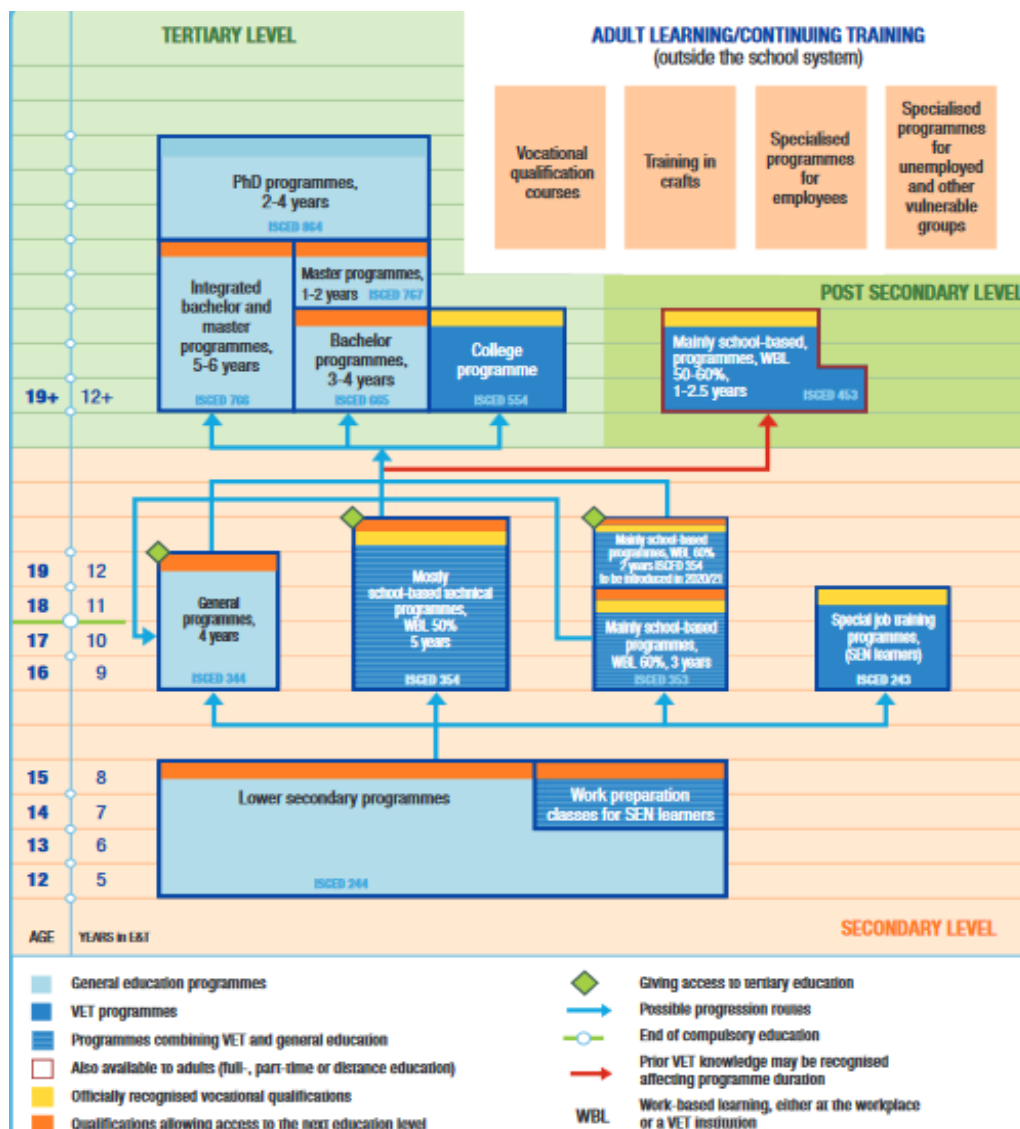 TERTIARY LEVEL
ADULT LEARNING/CONTINUING TRAINING
(outside the school system)
Vocational
qualification
courses
Training in
crafts
Specialised
programmes
for
employees
Specialised
programmes
for
unemployed
and other
vulnerable
groups
PhD programmes,
2-4 years
ISCED 864
Integrated
bachelor and
master
programmes,
5-6 years
ISCED 766
Master programmes,
1-2 years ISCED 767
Bachelor
programmes,
3-4 years
ISCED 665
College
programme
ISCED 554
POST SECONDARY LEVEL
Mainly school-based,
programmes, WBL
50-60%,
1-2.5 years
ISCED 453
19+ 12+
19 12
18 11
17 10
16 9
General
programmes,
4 years
ISCED 344
Mostly
school-based technical
programmes,
WBL 50%
5 years
ISCED 354
Mainly school-based
programmes, WBL 60%
2 years ISCED 354
to be introduced in 2020/21
Mainly school-based
programmes,
WBL 60%, 3 years
ISCED 353
Special job training
programmes,
(SEN learners)
ISCED 243
15 8
14 7
13 6
12 5
Lower secondary programmes
Work preparation
classes for SEN learners
ISCED 244
AGE YEARS in E&T
SECONDARY LEVEL
General education programmes
VET programmes
Programmes combining VET and general education
Also available to adults (full-, part-time or distance education)
Officially recognised vocational qualifications
Qualifications allowing access to the next education level
Giving access to tertiary education
Possible progression routes
End of compulsory education
Prior VET knowledge may be recognised
affecting programme duration
WBL Work-based learning, either at the workplace
or a VET institution